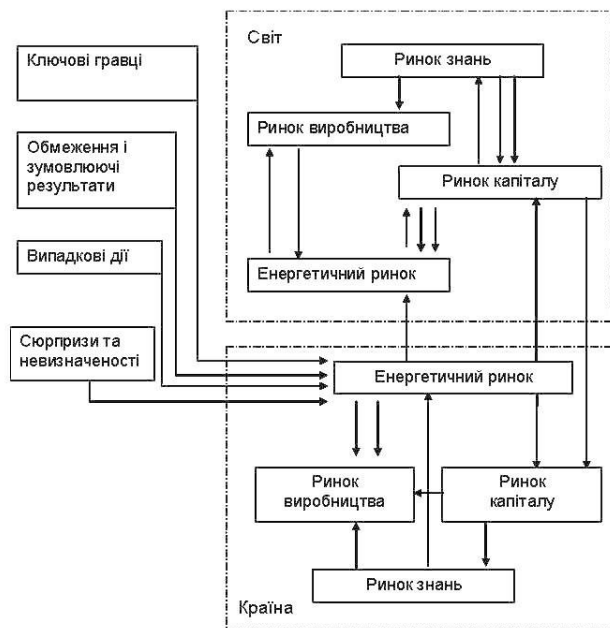 Світ
Ключові гравці
Ринок знань
Обмеження і
зумовлюючі
результати
Ринок виробництва
Ринок капіталу
Випадкові дії
Енергетичний ринок
Сюрпризи та
невизначеності
Енергетичний ринок
Ринок
виробництва
Ринок
капіталу
Ринок знань
Країна